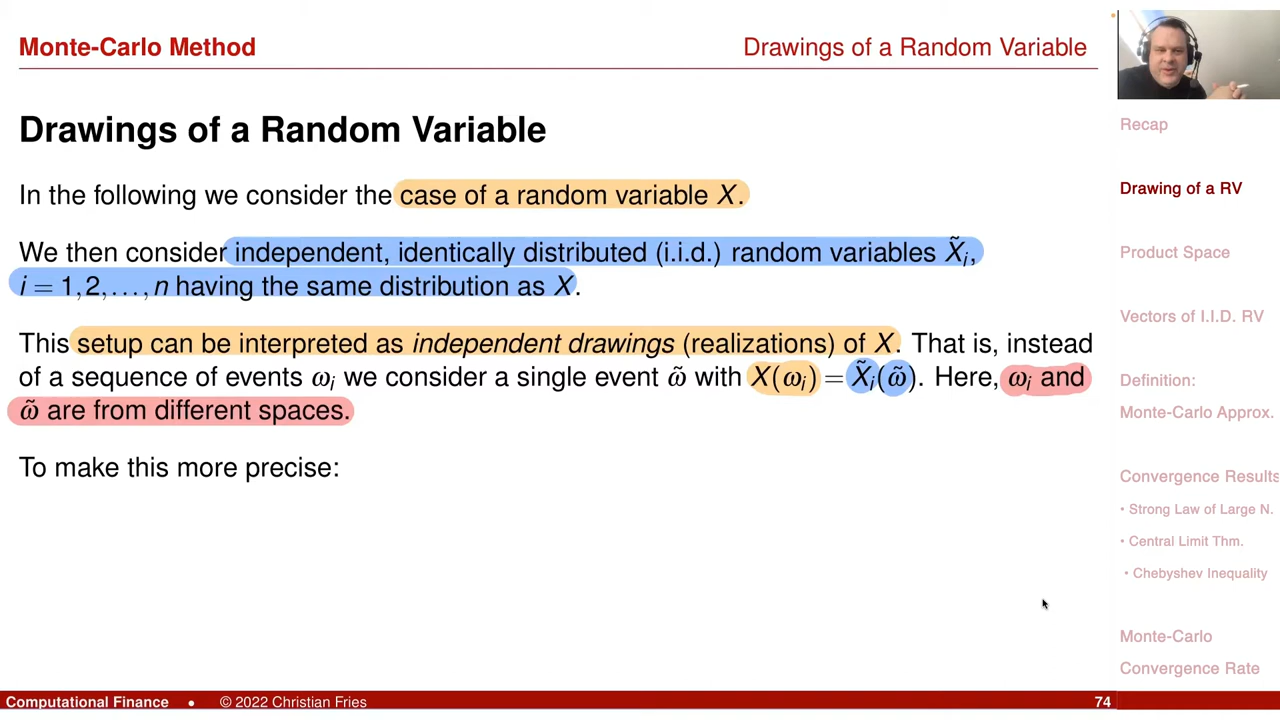 Monte-Carlo Method
Drawings of a Random Variable
Drawings of a Random Variable
In the following we consider the case of a random variable X.
We then consider independent, identically distributed (i.i.d.) random variables X̃ᵢ,
i = 1,2,...,n having the same distribution as X.
This setup can be interpreted as independent drawings (realizations) of X. That is, instead
of a sequence of events ωᵢ we consider a single event ω̃ with X(ωᵢ) = X̃ᵢ(ω̃). Here, ωᵢ and
ω̃ are from different spaces.
To make this more precise:
Recap
Drawing of a RV
Product Space
Vectors of I.I.D. RV
Definition:
Monte-Carlo Approx.
Convergence Results
• Strong Law of Large N.
• Central Limit Thm.
• Chebyshev Inequality
Monte-Carlo
Convergence Rate
Computational Finance • © 2022 Christian Fries
74